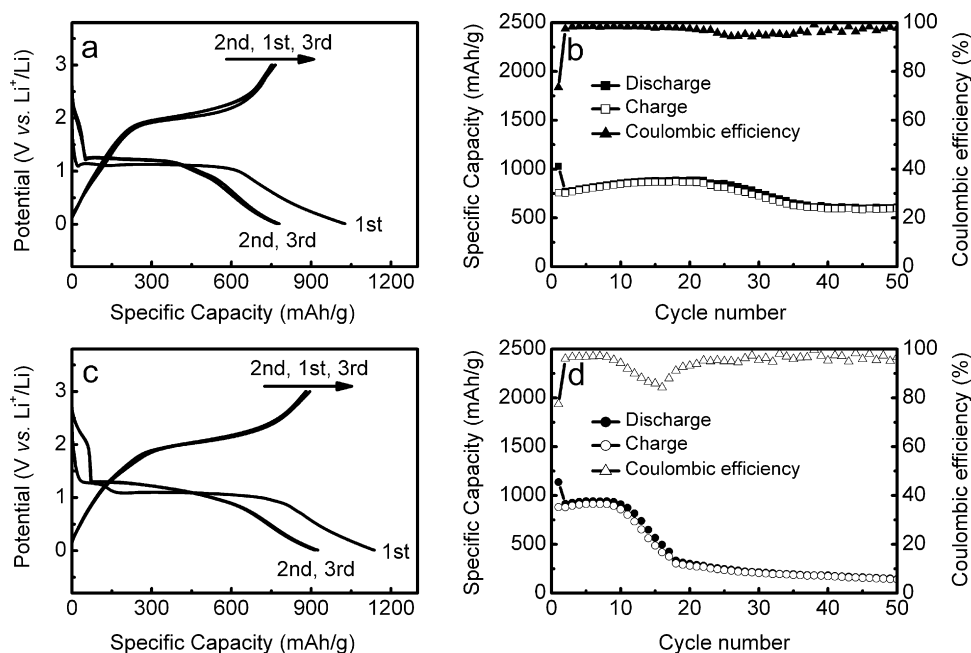 a
2nd, 1st, 3rd
3
2
1
0
1st
2nd, 3rd
0 300 600 900 1200
Potential (V vs. Li⁺/Li)
Specific Capacity (mAh/g)
b
2500 100
2000 80
1500 60
1000 40
500 20
0 0
Discharge
Charge
Coulombic efficiency
0 10 20 30 40 50
Specific Capacity (mAh/g)
Coulombic efficiency (%)
Cycle number
c
2nd, 1st, 3rd
3
2
1
0
1st
2nd, 3rd
0 300 600 900 1200
Potential (V vs. Li⁺/Li)
Specific Capacity (mAh/g)
d
2500 100
2000 80
1500 60
1000 40
500 20
0 0
Discharge
Charge
Coulombic efficiency
0 10 20 30 40 50
Specific Capacity (mAh/g)
Coulombic efficiency (%)
Cycle number